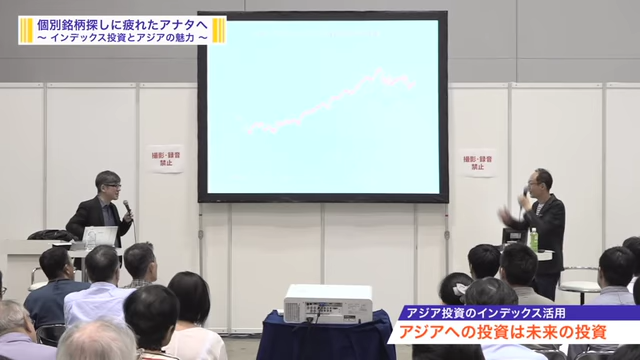 個別銘柄探しに疲れたアナタへ
～ インデックス投資とアジアの魅力 ～
撮影・録音
禁止
撮影・録音
禁止
アジア投資のインデックス活用
アジアへの投資は未来の投資